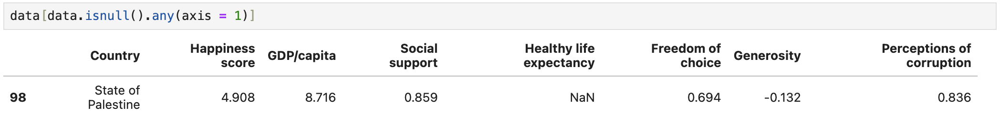 data[data.isnull().any(axis = 1)]
Country Happiness score GDP/capita Social support Healthy life expectancy Freedom of choice Generosity Perceptions of corruption
98 State of Palestine 4.908 8.716 0.859 NaN 0.694 -0.132 0.836